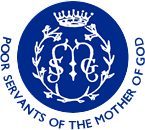 POOR SERVANTS OF THE MOTHER OF GOD